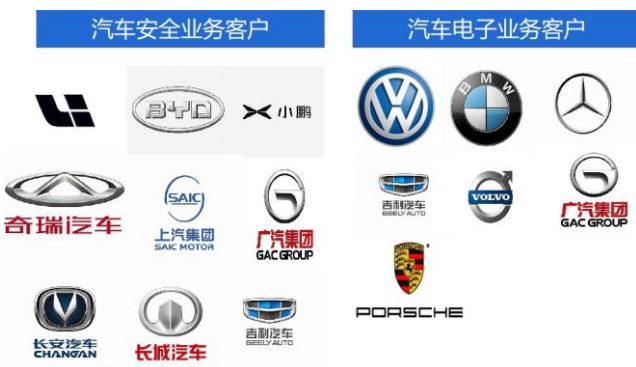 汽车安全业务客户
汽车电子业务客户
BYD
小鹏
BMW
奇瑞汽车
SAIC
上汽集团
SAIC MOTOR
广汽集团
GAC GROUP
吉利汽车
GEELY AUTO
VOLVO
广汽集团
GAC GROUP
PORSCHE
长安汽车
CHANGAN
长城汽车
吉利汽车
GEELY AUTO